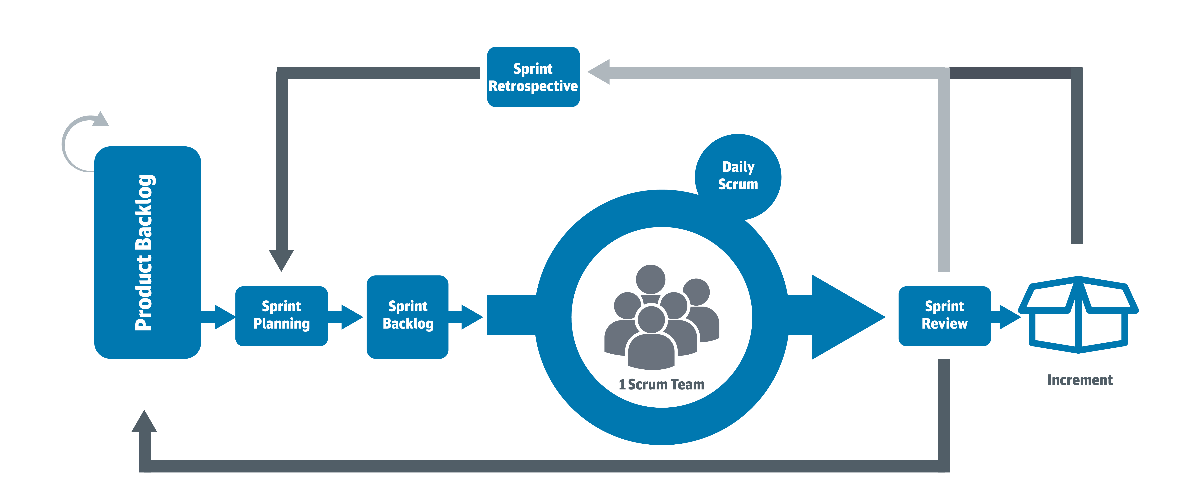 Sprint
Retrospective
Daily
Scrum
Product Backlog
Sprint
Planning
Sprint
Backlog
1 Scrum Team
Sprint
Review
Increment